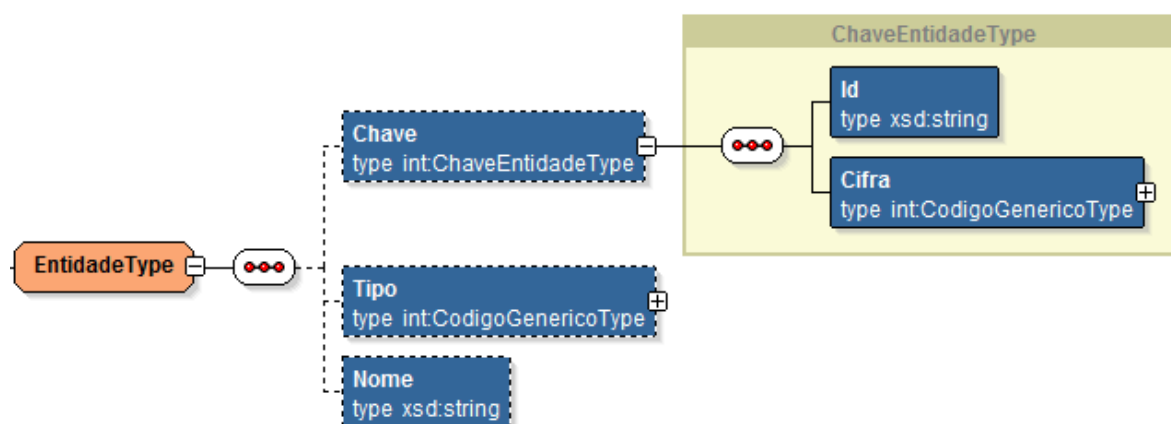 ChaveEntidadeType
Id
type xsd:string
Chave
type int:ChaveEntidadeType
Cifra
type int:CodigoGenericoType
EntidadeType
Tipo
type int:CodigoGenericoType
Nome
type xsd:string